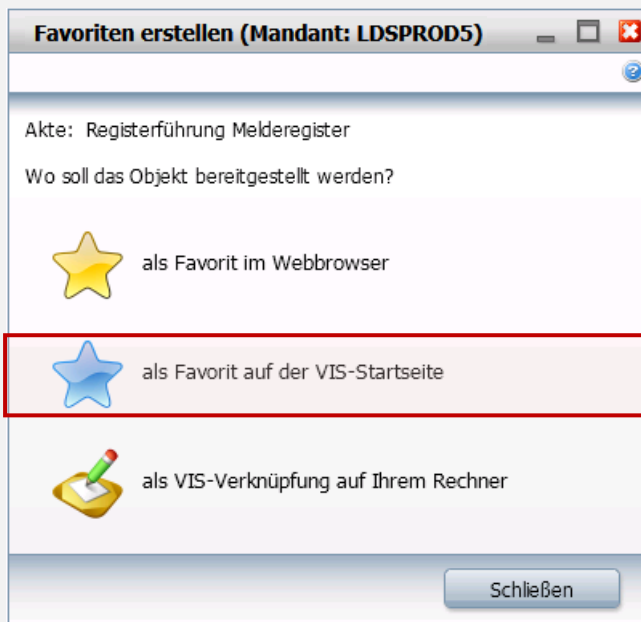 Favoriten erstellen (Mandant: LDSPROD5)
Akte: Registerführung Melderegister
Wo soll das Objekt bereitgestellt werden?
als Favorit im Webbrowser
als Favorit auf der VIS-Startseite
als VIS-Verknüpfung auf Ihrem Rechner
Schließen